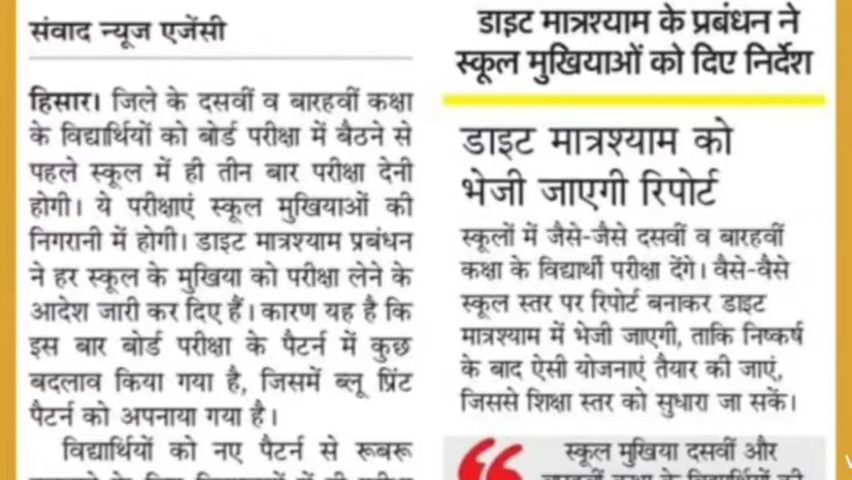 संवाद न्यूज एजेंसी
हिसार। जिले के दसवीं व बारहवीं कक्षा
के विद्यार्थियों को बोर्ड परीक्षा में बैठने से
पहले स्कूल में ही तीन बार परीक्षा देनी
होगी। ये परीक्षाएं स्कूल मुखियाओं की
निगरानी में होगी। डाइट मात्रश्याम प्रबंधन
ने हर स्कूल के मुखिया को परीक्षा लेने के
आदेश जारी कर दिए हैं। कारण यह है कि
इस बार बोर्ड परीक्षा के पैटर्न में कुछ
बदलाव किया गया है, जिसमें ब्लू प्रिंट
पैटर्न को अपनाया गया है।
विद्यार्थियों को नए पैटर्न से रूबरू
डाइट मात्रश्याम के प्रबंधन ने
स्कूल मुखियाओं को दिए निर्देश
डाइट मात्रश्याम को
भेजी जाएगी रिपोर्ट
स्कूलों में जैसे-जैसे दसवीं व बारहवीं
कक्षा के विद्यार्थी परीक्षा देंगे। वैसे-वैसे
स्कूल स्तर पर रिपोर्ट बनाकर डाइट
मात्रश्याम में भेजी जाएगी, ताकि निष्कर्ष
के बाद ऐसी योजनाएं तैयार की जाएं,
जिससे शिक्षा स्तर को सुधारा जा सकें।
स्कूल मुखिया दसवीं और